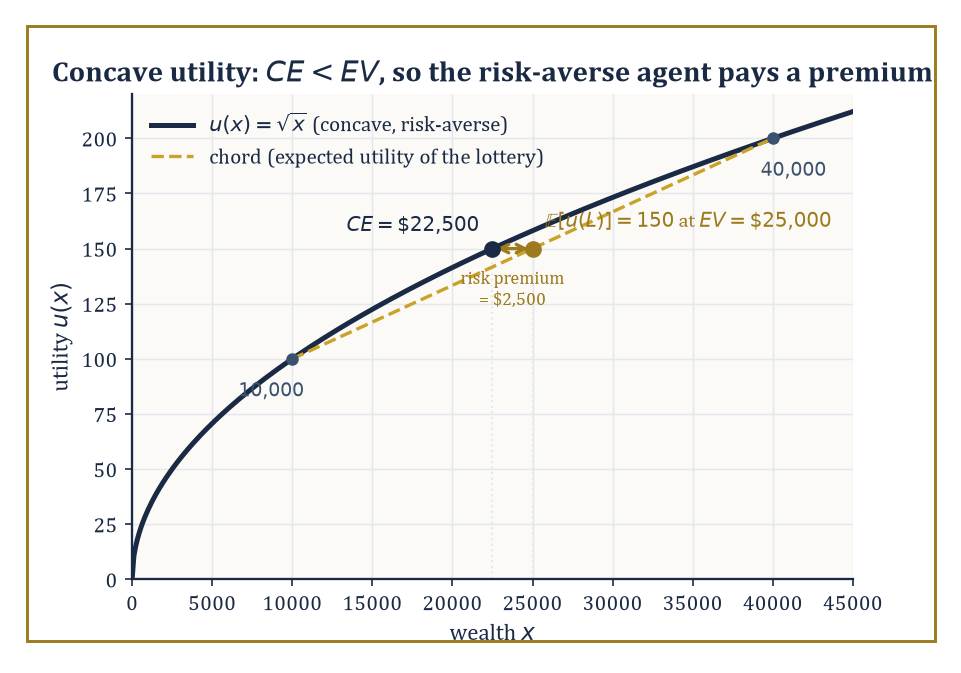 Concave utility: CE < EV, so the risk-averse agent pays a premium
u(x) = √x (concave, risk-averse)
chord (expected utility of the lottery)
200
175
150
125
100
75
50
25
0
utility u(x)
40,000
CE = $22,500
𝔼[u(L)] = 150 at EV = $25,000
risk premium
= $2,500
10,000
0 5000 10000 15000 20000 25000 30000 35000 40000 45000
wealth x